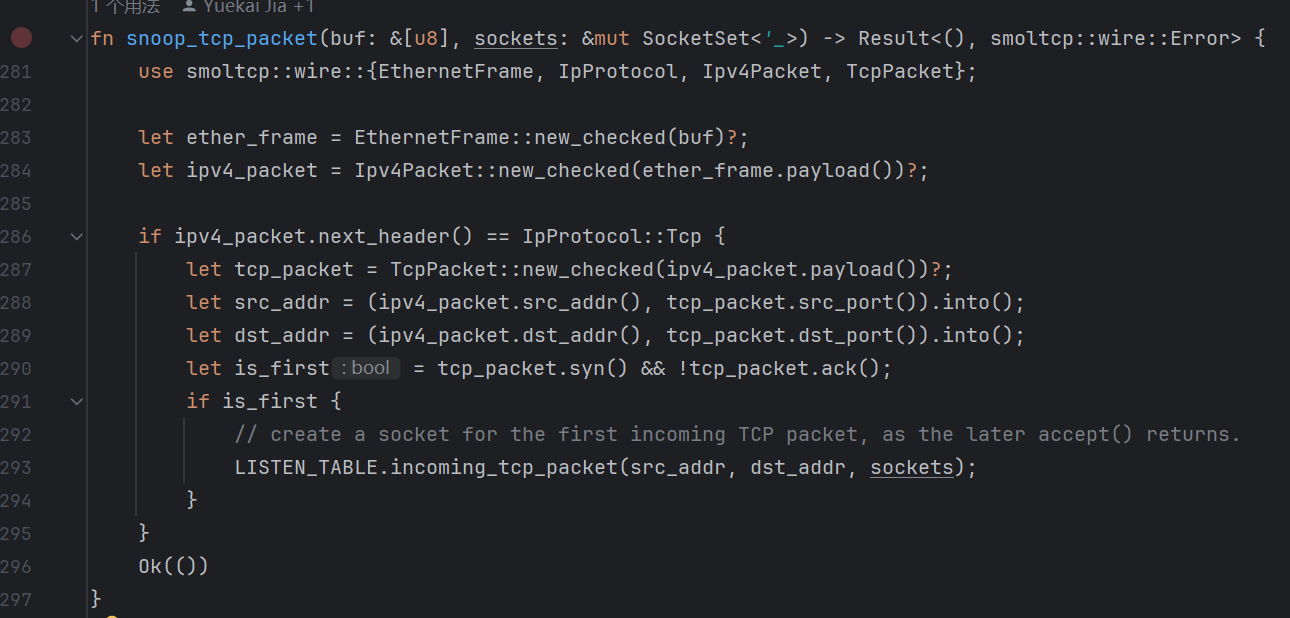 1 个用法 Yuekai Jia +1
fn snoop_tcp_packet(buf: &[u8], sockets: &mut SocketSet<'_>) -> Result<(), smoltcp::wire::Error> {
281 use smoltcp::wire::{EthernetFrame, IpProtocol, Ipv4Packet, TcpPacket};
282
283 let ether_frame = EthernetFrame::new_checked(buf)?;
284 let ipv4_packet = Ipv4Packet::new_checked(ether_frame.payload())?;
285
286 if ipv4_packet.next_header() == IpProtocol::Tcp {
287 let tcp_packet = TcpPacket::new_checked(ipv4_packet.payload())?;
288 let src_addr = (ipv4_packet.src_addr(), tcp_packet.src_port()).into();
289 let dst_addr = (ipv4_packet.dst_addr(), tcp_packet.dst_port()).into();
290 let is_first : bool = tcp_packet.syn() && !tcp_packet.ack();
291 if is_first {
292 // create a socket for the first incoming TCP packet, as the later accept() returns.
293 LISTEN_TABLE.incoming_tcp_packet(src_addr, dst_addr, sockets);
294 }
295 }
296 Ok(())
297 }